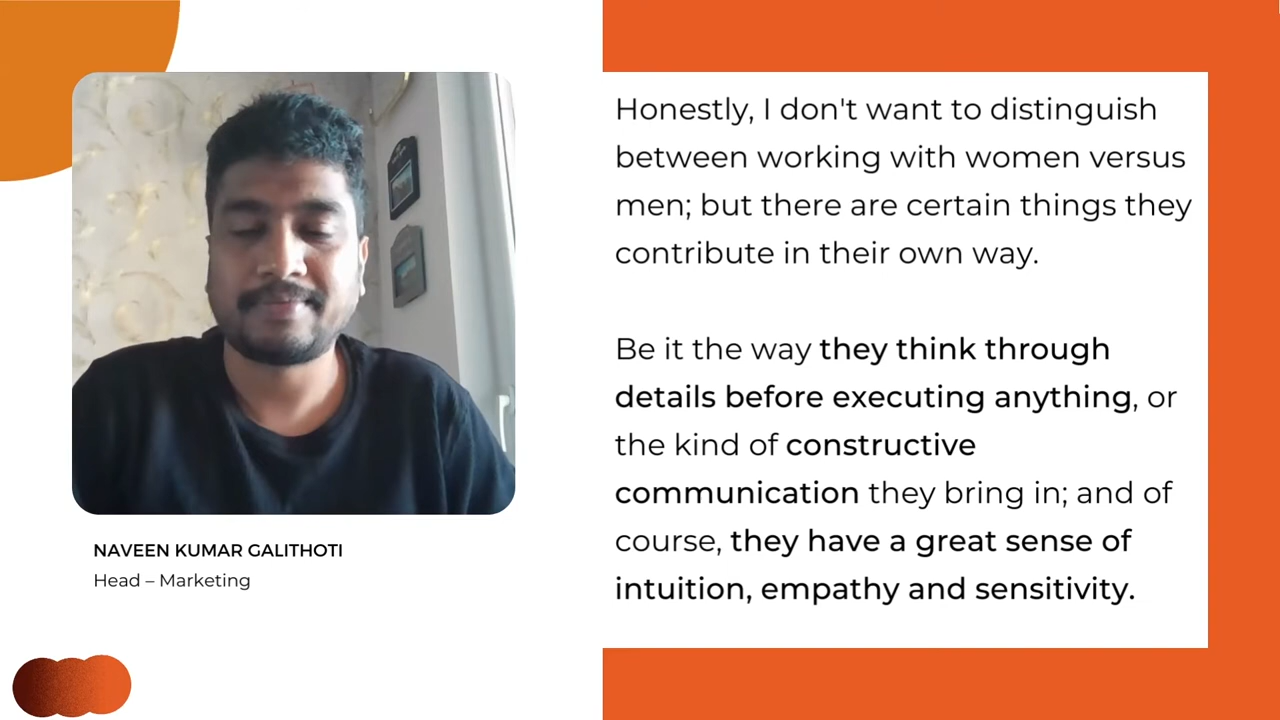 Honestly, I don't want to distinguish
between working with women versus
men; but there are certain things they
contribute in their own way.
Be it the way they think through
details before executing anything, or
the kind of constructive
communication they bring in; and of
course, they have a great sense of
intuition, empathy and sensitivity.
NAVEEN KUMAR GALITHOTI
Head – Marketing